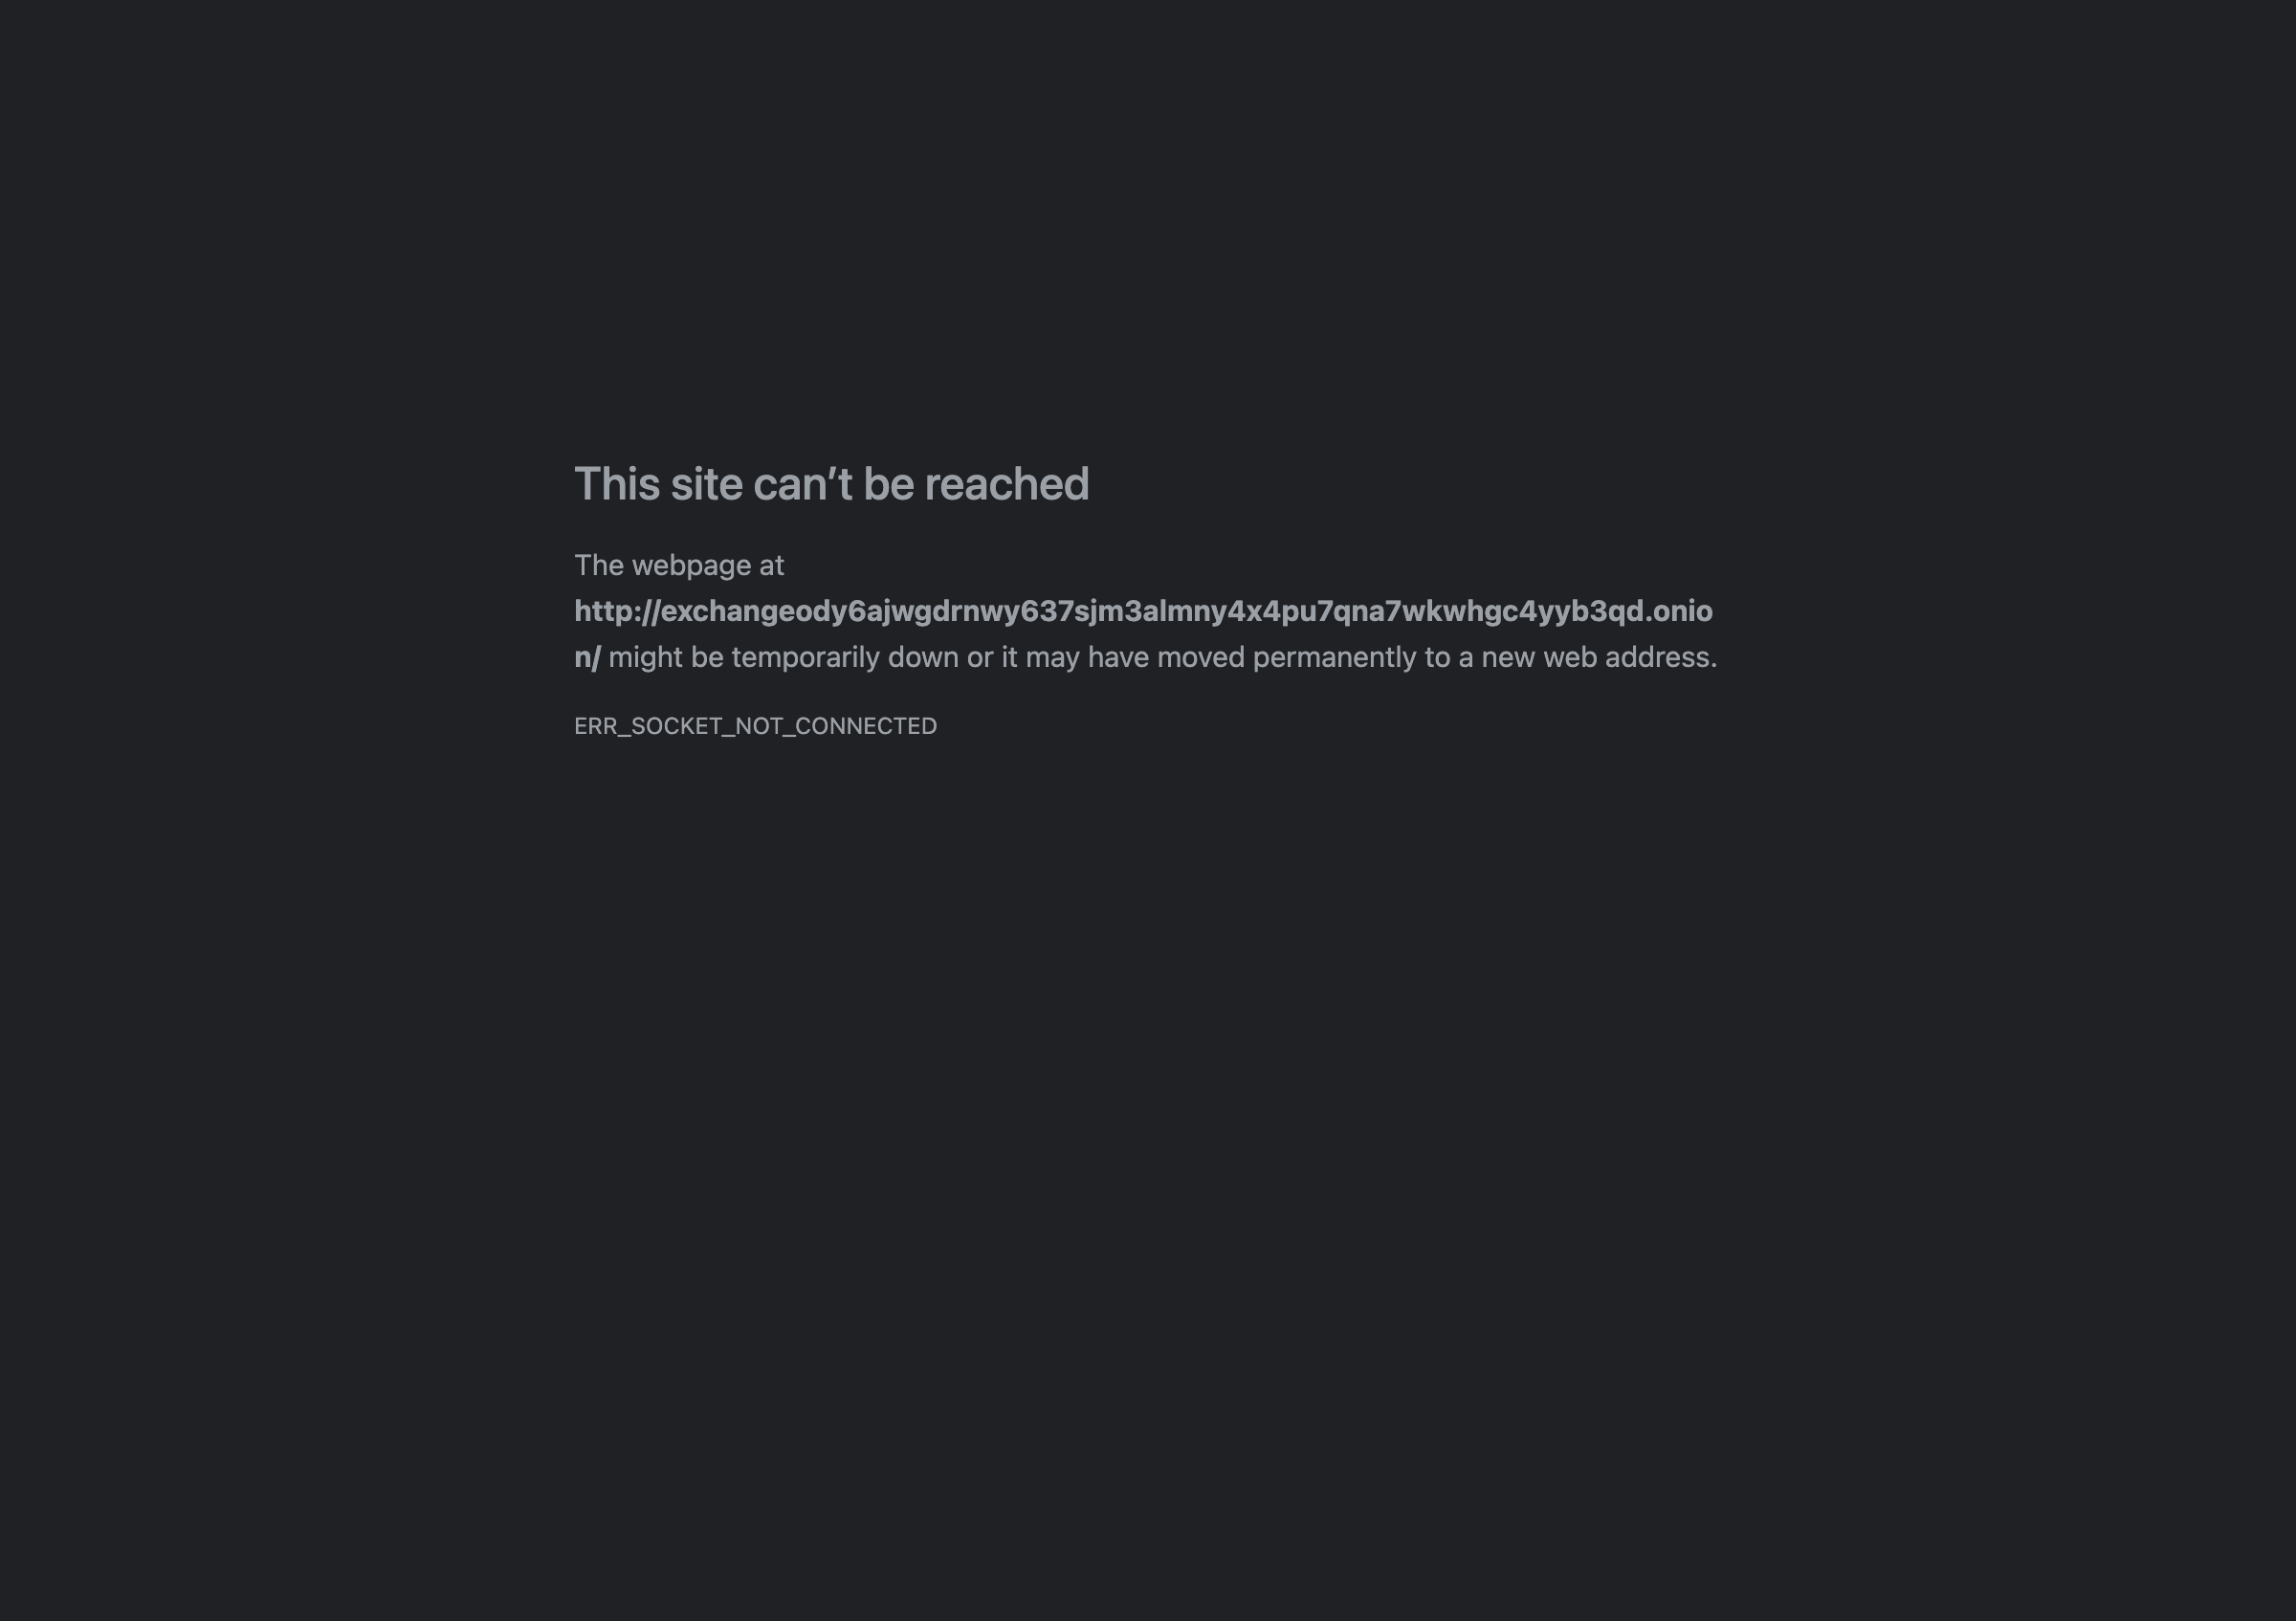 This site can’t be reached
The webpage at
http://exchangeody6ajwgdrnwy637sjm3almny4x4pu7qna7wkwhgc4yyb3qd.onio
n/ might be temporarily down or it may have moved permanently to a new web address.
ERR_SOCKET_NOT_CONNECTED